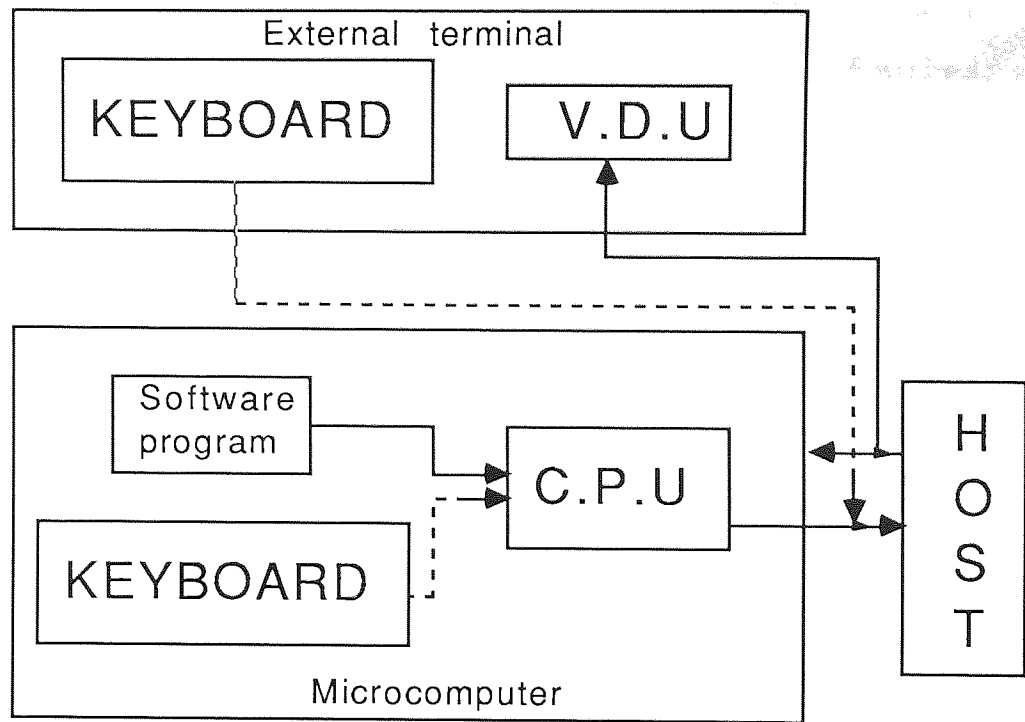 External terminal
KEYBOARD
V.D.U
Software
program
C.P.U
KEYBOARD
Microcomputer
H
O
S
T